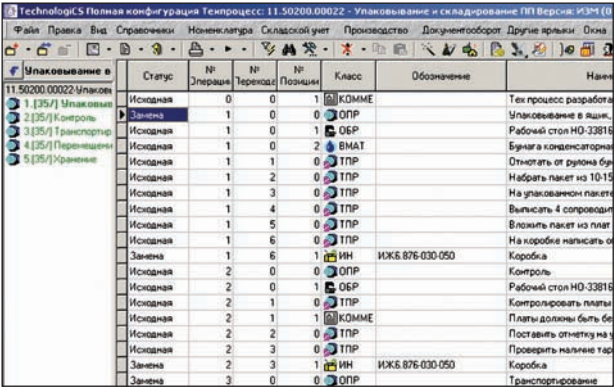 TechnologiCS Полная конфигурация Техпроцесс: 11.50200.00022 - Упаковывание и складирование ПП Версия: ИЗМ (
Файл Правка Вид Справочники Номенклатура Складской учет Производство Документооборот Другие ярлыки Окна
Упаковывание в
Статус № Операции № Перехода № Позиции Класс Обозначение Наим
11.50200.00022-Упакова
1.[35/] Упаковыв
2.[35/] Контроль
3.[35/] Транспортир
4.[35/] Перемещени
5.[35/] Хранение
Исходная 0 0 1 КОММЕ Тех процесс разработа
Замена 1 0 0 ОПР Упаковывание в ящик,
Исходная 1 0 1 ОБР Рабочий стол НО-33816
Исходная 1 0 2 ВМАТ Бумага конденсаторная
Исходная 1 1 0 ТПР Отмотать от рулона бум
Исходная 1 2 0 ТПР Набрать пакет из 10-15
Исходная 1 3 0 ТПР На упакованном пакете
Исходная 1 4 0 ТПР Выписать 4 сопроводит
Исходная 1 5 0 ТПР Вложить пакет из плат
Исходная 1 6 0 ТПР На коробке написать о
Замена 1 6 1 ИН ИЖ6.876-030-050 Коробка
Исходная 2 0 0 ОПР Контроль
Исходная 2 0 1 ОБР Рабочий стол НО-33816
Исходная 2 1 0 ТПР Контролировать платы
Исходная 2 1 1 КОММЕ Платы должны быть бе
Исходная 2 2 0 ТПР Поставить отметку на у
Исходная 2 3 0 ТПР Проверить наличие тар
Замена 2 3 1 ИН ИЖ6.876-030-050 Коробка
Замена 3 0 0 ОПР Транспортирование